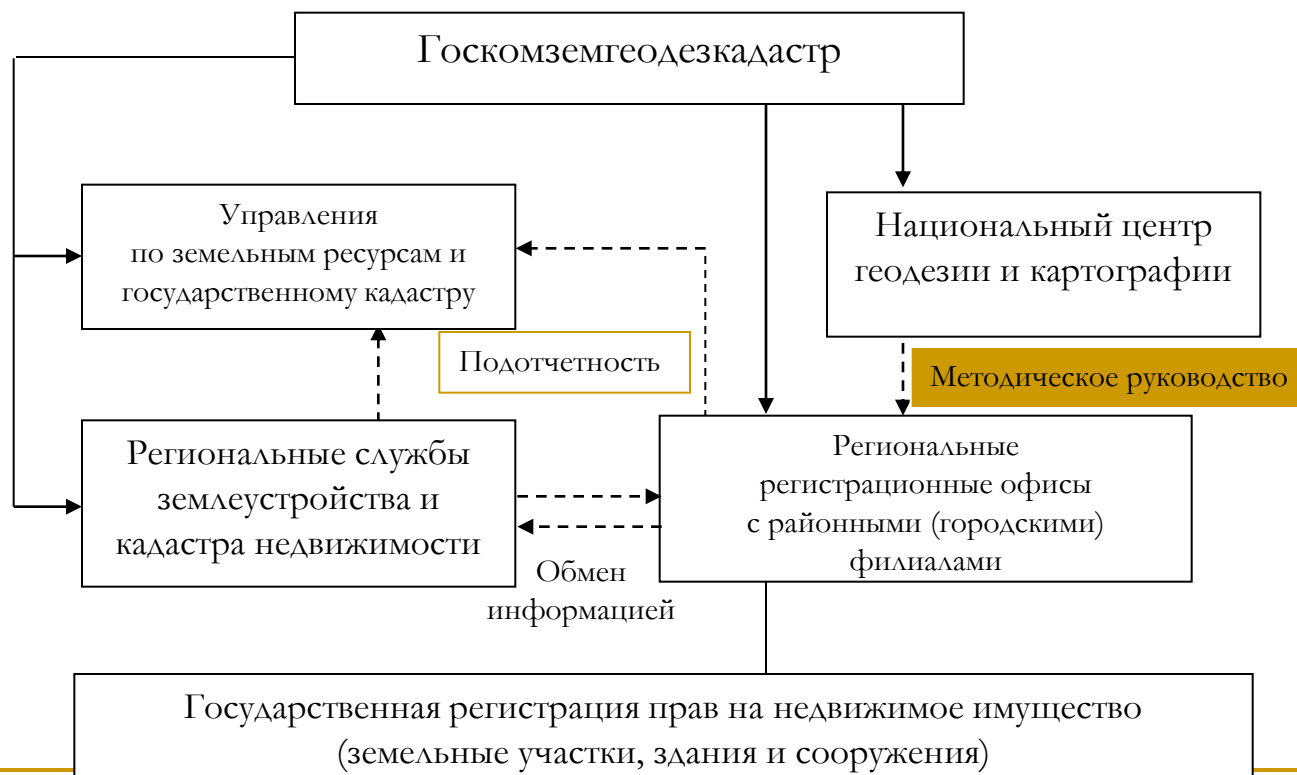 Госкомземгеодезкадастр
Управления
по земельным ресурсам и
государственному кадастру
Национальный центр
геодезии и картографии
Подотчетность
Методическое руководство
Региональные службы
землеустройства и
кадастра недвижимости
Региональные
регистрационные офисы
с районными (городскими)
филиалами
Обмен
информацией
Государственная регистрация прав на недвижимое имущество
(земельные участки, здания и сооружения)